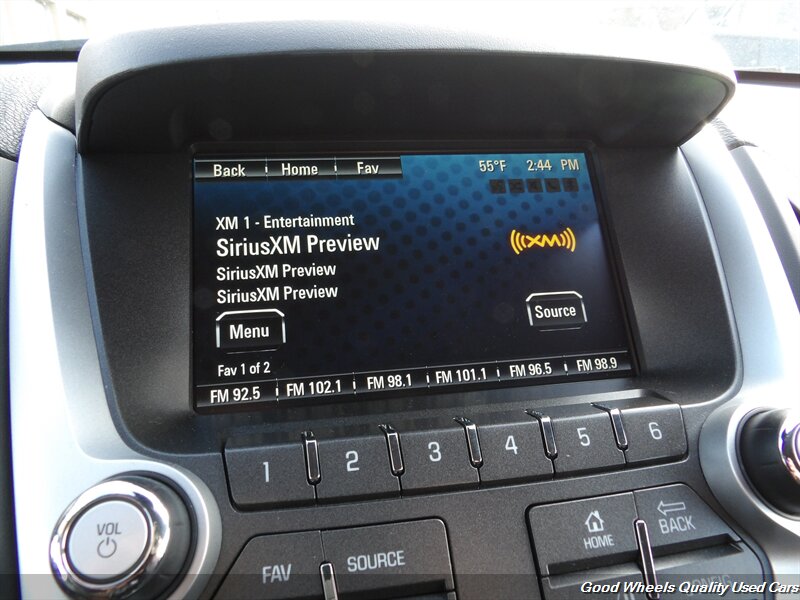 Back Home Fav 55°F 2:44 PM
XM 1 - Entertainment
SiriusXM Preview
XM
SiriusXM Preview
SiriusXM Preview
Menu Source
Fav 1 of 2
FM 92.5 FM 102.1 FM 98.1 FM 101.1 FM 96.5 FM 98.9
1 2 3 4 5 6
VOL
FAV SOURCE HOME BACK
CONFIG
Good Wheels Quality Used Cars